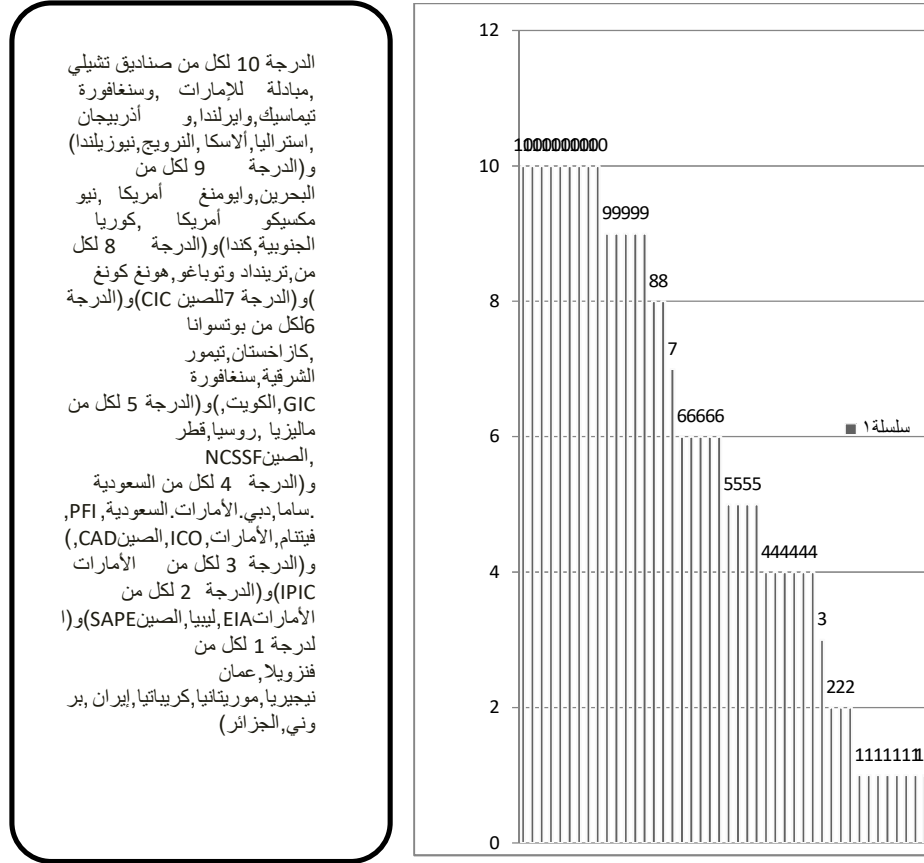 الدرجة 10 لكل من صناديق تشيلي
,مبادلة للإمارات ,وسنغافورة
تيماسيك,وايرلندا,و أذربيجان
,استراليا,ألاسكا ,النرويج,نيوزيلندا)
و(الدرجة 9 لكل من
البحرين,وايومنغ أمريكا ,نيو
مكسيكو أمريكا ,كوريا
الجنوبية,كندا)و(الدرجة 8 لكل
من,ترينداد وتوباغو,هونغ كونغ
)و(الدرجة 7للصين CIC)و(الدرجة
6لكل من بوتسوانا
,كازاخستان,تيمور
الشرقية,سنغافورة
GIC,الكويت,)و(الدرجة 5 لكل من
ماليزيا ,روسيا,قطر
,الصينNCSSF
و(الدرجة 4 لكل من السعودية
.ساما,دبي.الأمارات.السعودية,PFI,
فيتنام,الأمارات,ICO,الصينCAD,)
و(الدرجة 3 لكل من الأمارات
IPIC)و(الدرجة 2 لكل من
الأماراتEIA,ليبيا,الصينSAPE)و(ا
لدرجة 1 لكل من
فنزويلا,عمان
نيجيريا,موريتانيا,كريباتيا,إيران ,بر
وني,الجزائر)
12
10
8
6
4
2
0
99999
88
7
66666
5555
444444
3
222
11111111
سلسلة١